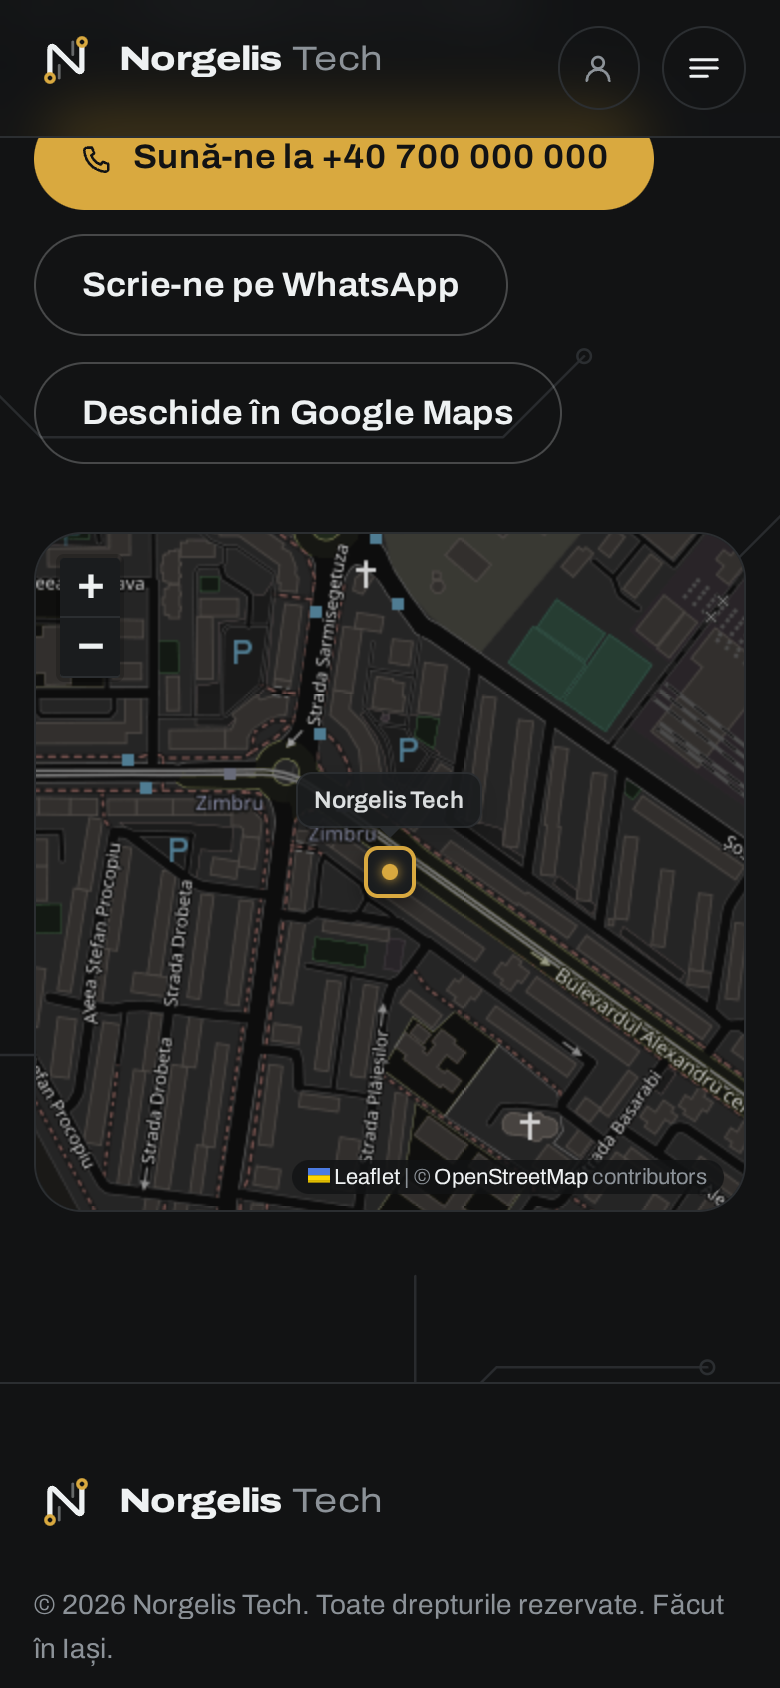 Norgelis Tech
Sună-ne la +40 700 000 000
Scrie-ne pe WhatsApp
Deschide în Google Maps
+
−
Strada Sarmisegetuza
P
P
Zimbru
Norgelis Tech
Zimbru
P
Aleea Ștefan Procopiu
Strada Drobeta
Bulevardul Alexandru cel
Strada Drobeta
Strada Plăieșilor
Leaflet | © OpenStreetMap contributors
Norgelis Tech
© 2026 Norgelis Tech. Toate drepturile rezervate. Făcut
în Iași.